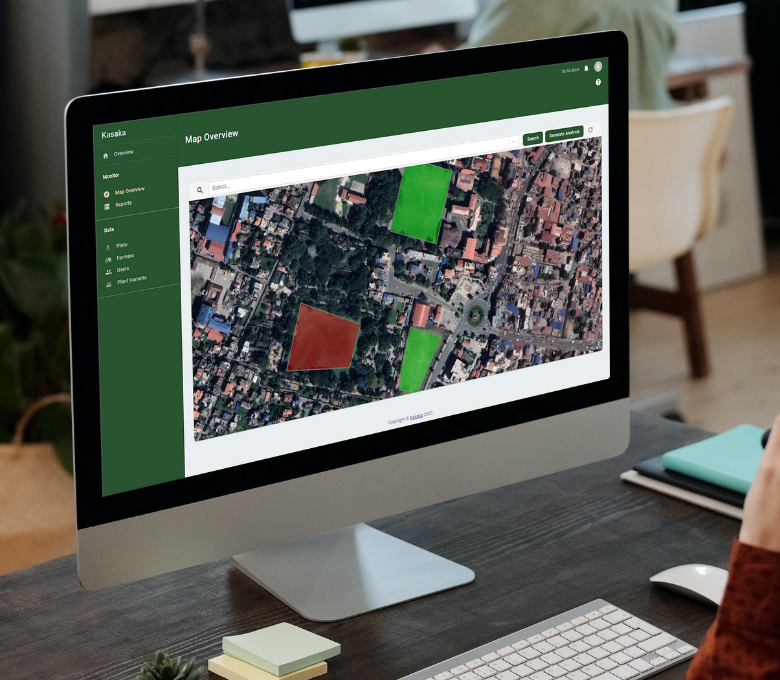 Kasaka
Overview
Monitor
Map Overview
Reports
Data
Plots
Farmers
Users
Plant Variants
Map Overview
Select...
Search
Generate Analysis
Copyright © Kasaka 2023.